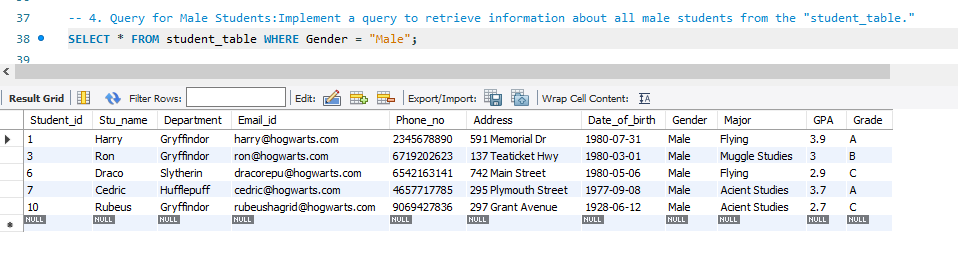 36
37 -- 4. Query for Male Students:Implement a query to retrieve information about all male students from the "student_table."
38 SELECT * FROM student_table WHERE Gender = "Male";
39
Result Grid Filter Rows: Edit: Export/Import: Wrap Cell Content: IA
Student_id Stu_name Department Email_id Phone_no Address Date_of_birth Gender Major GPA Grade
1 Harry Gryffindor harry@hogwarts.com 2345678890 591 Memorial Dr 1980-07-31 Male Flying 3.9 A
3 Ron Gryffindor ron@hogwarts.com 6719202623 137 Teaticket Hwy 1980-03-01 Male Muggle Studies 3 B
6 Draco Slytherin dracorepu@hogwarts.com 6542163141 742 Main Street 1980-05-06 Male Flying 2.9 C
7 Cedric Hufflepuff cedric@hogwarts.com 4657717785 295 Plymouth Street 1977-09-08 Male Acient Studies 3.7 A
10 Rubeus Gryffindor rubeushagrid@hogwarts.com 9069427836 297 Grant Avenue 1928-06-12 Male Acient Studies 2.7 C
NULL NULL NULL NULL NULL NULL NULL NULL NULL NULL NULL